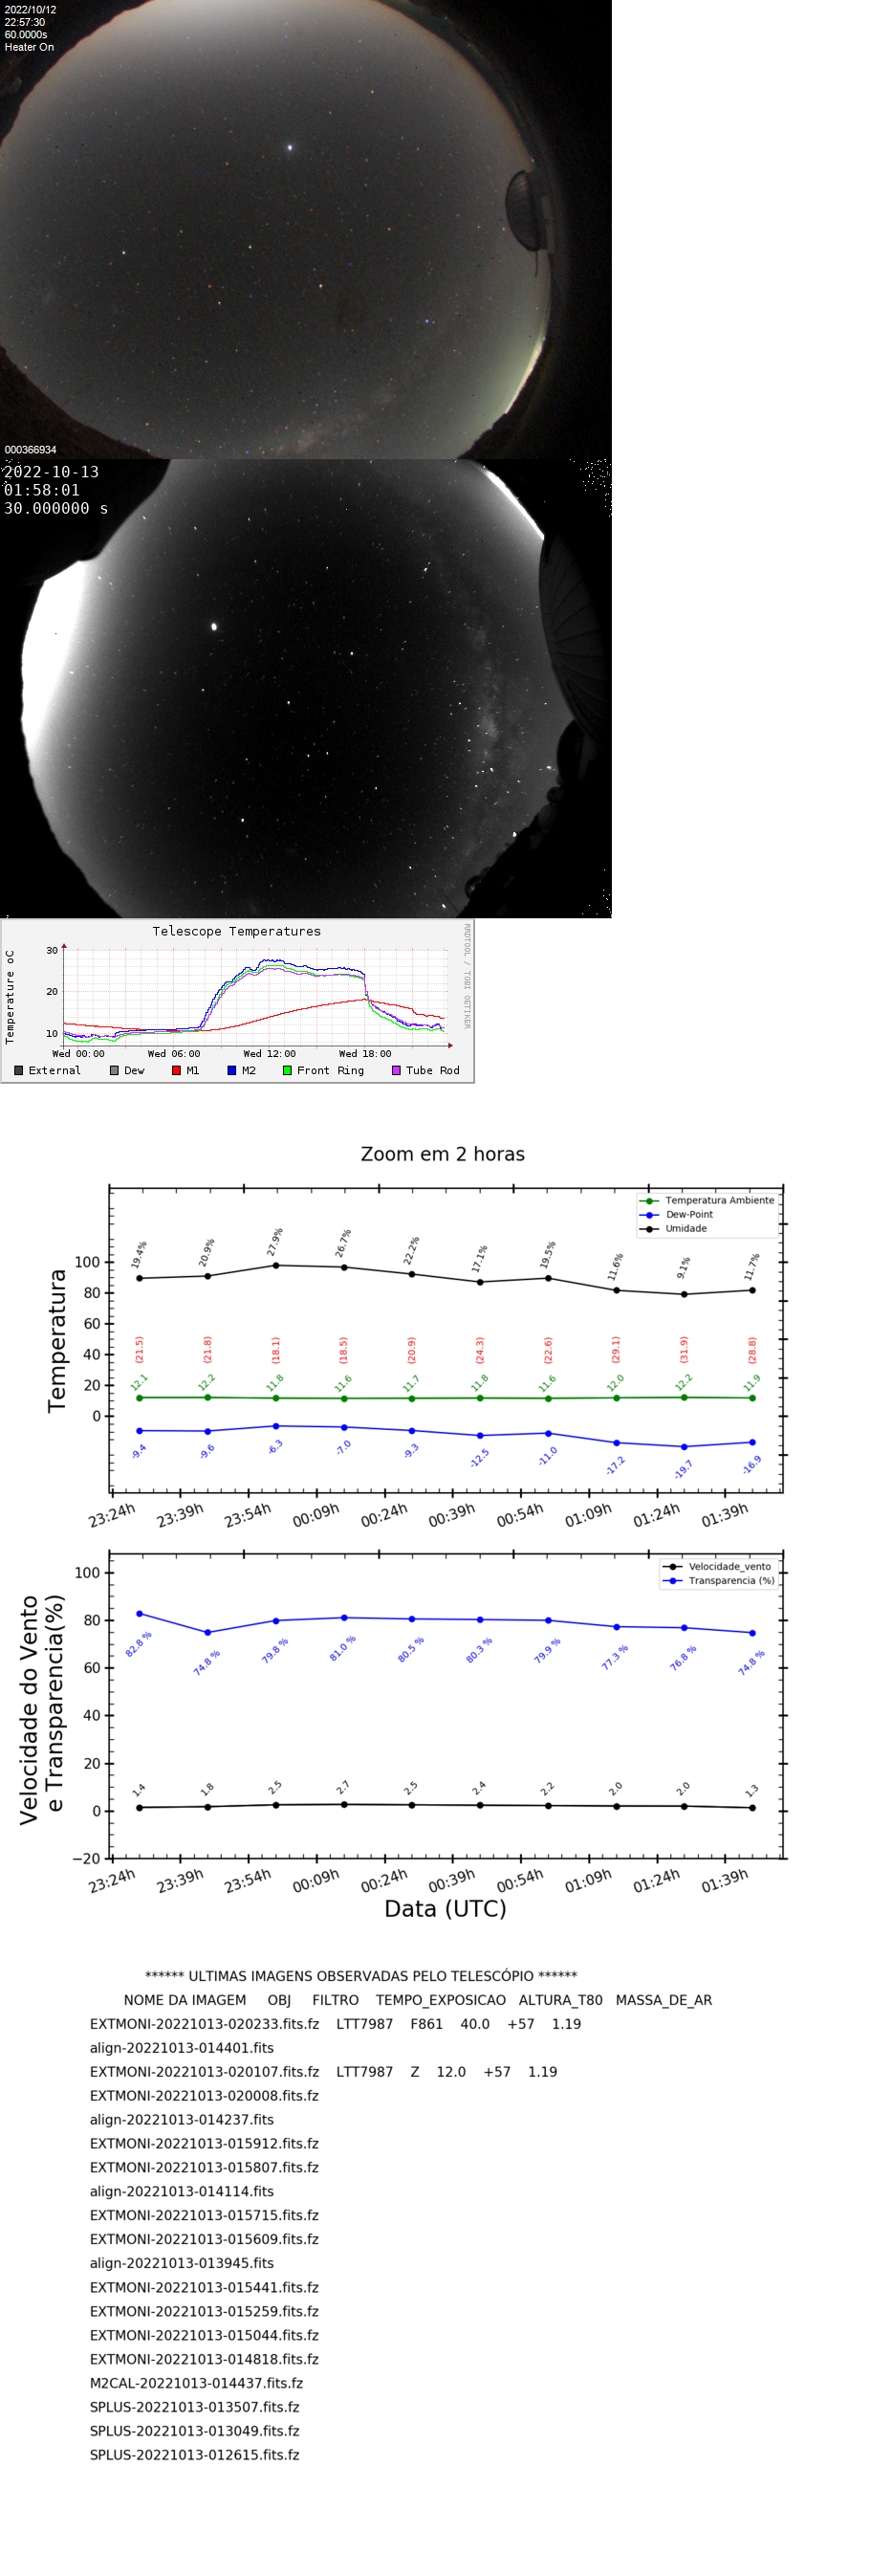 2022/10/12
22:57:30
60.0000s
Heater On
000366934
2022-10-13
01:58:01
30.000000 s
Telescope Temperatures
RRDTOOL / TOBI OETIKER
Temperature oC
30
20
10
Wed 00:00 Wed 06:00 Wed 12:00 Wed 18:00
External Dew M1 M2 Front Ring Tube Rod
Zoom em 2 horas
Temperatura Ambiente
Dew-Point
Umidade
Temperatura
100
80
60
40
20
0
19.4% 20.9% 27.9% 26.7% 22.2% 17.1% 19.5% 11.6% 9.1% 11.7%
(21.5) (21.8) (18.1) (18.5) (20.9) (24.3) (22.6) (29.1) (31.9) (28.8)
12.1 12.2 11.8 11.6 11.7 11.8 11.6 12.0 12.2 11.9
-9.4 -9.6 -6.3 -7.0 -9.3 -12.5 -11.0 -17.2 -19.7 -16.9
23:24h 23:39h 23:54h 00:09h 00:24h 00:39h 00:54h 01:09h 01:24h 01:39h
Velocidade_vento
Transparencia (%)
Velocidade do Vento
e Transparencia(%)
100
80
60
40
20
0
−20
82.8 % 74.8 % 79.8 % 81.0 % 80.5 % 80.3 % 79.9 % 77.3 % 76.8 % 74.8 %
1.4 1.8 2.5 2.7 2.5 2.4 2.2 2.0 2.0 1.3
23:24h 23:39h 23:54h 00:09h 00:24h 00:39h 00:54h 01:09h 01:24h 01:39h
Data (UTC)
****** ULTIMAS IMAGENS OBSERVADAS PELO TELESCÓPIO ******
NOME DA IMAGEM OBJ FILTRO TEMPO_EXPOSICAO ALTURA_T80 MASSA_DE_AR
EXTMONI-20221013-020233.fits.fz LTT7987 F861 40.0 +57 1.19
align-20221013-014401.fits
EXTMONI-20221013-020107.fits.fz LTT7987 Z 12.0 +57 1.19
EXTMONI-20221013-020008.fits.fz
align-20221013-014237.fits
EXTMONI-20221013-015912.fits.fz
EXTMONI-20221013-015807.fits.fz
align-20221013-014114.fits
EXTMONI-20221013-015715.fits.fz
EXTMONI-20221013-015609.fits.fz
align-20221013-013945.fits
EXTMONI-20221013-015441.fits.fz
EXTMONI-20221013-015259.fits.fz
EXTMONI-20221013-015044.fits.fz
EXTMONI-20221013-014818.fits.fz
M2CAL-20221013-014437.fits.fz
SPLUS-20221013-013507.fits.fz
SPLUS-20221013-013049.fits.fz
SPLUS-20221013-012615.fits.fz